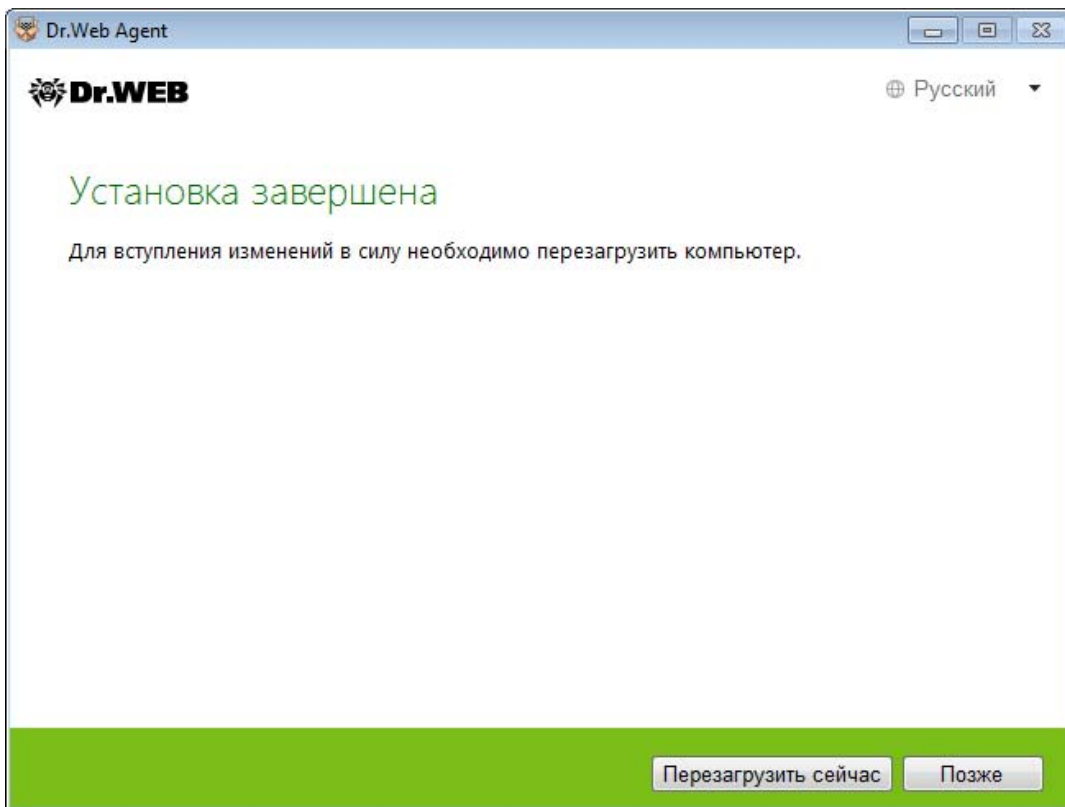 Dr.Web Agent
Dr.WEB
Русский
Установка завершена
Для вступления изменений в силу необходимо перезагрузить компьютер.
Перезагрузить сейчас
Позже